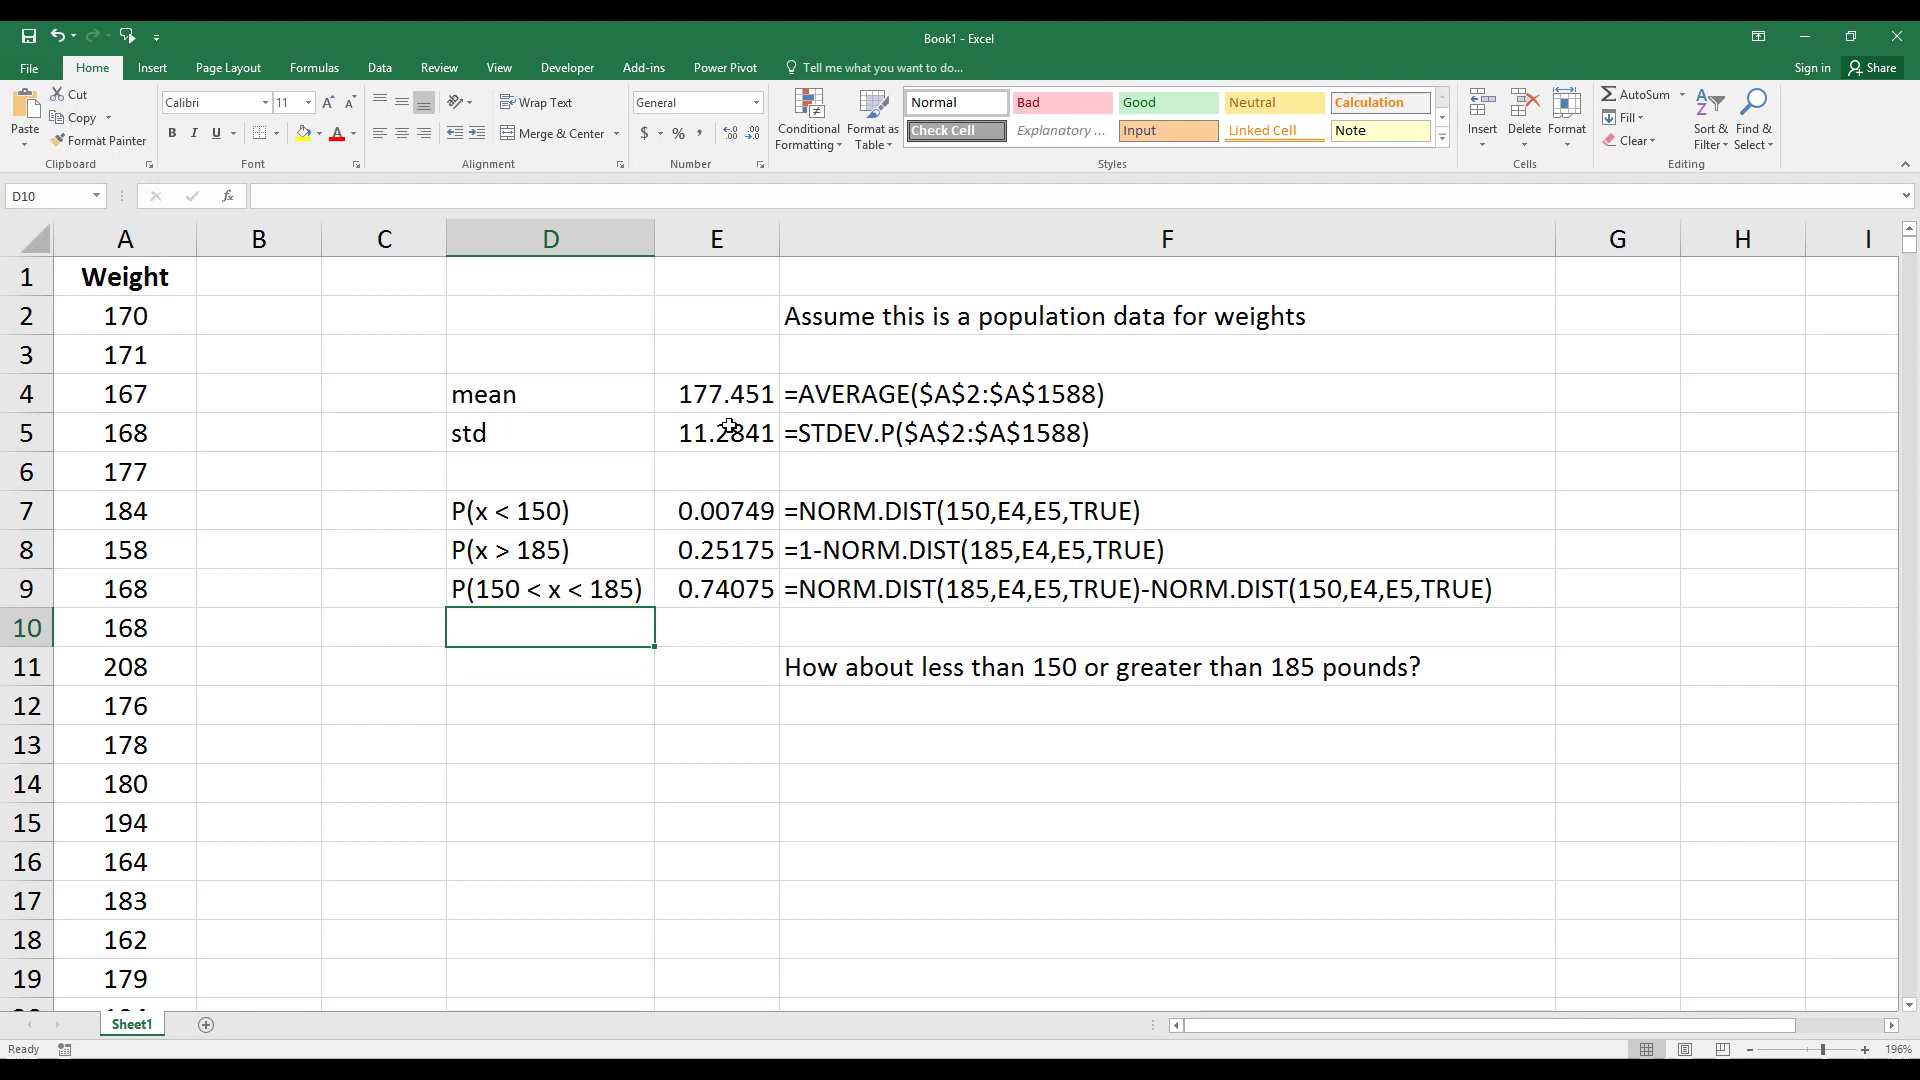 Book1 - Excel
File Home Insert Page Layout Formulas Data Review View Developer Add-ins Power Pivot Tell me what you want to do... Sign in Share
Paste
Cut
Copy
Format Painter
Clipboard
Calibri 11
B I U
Font
Wrap Text
Merge & Center
Alignment
General
$ % ,
Number
Conditional Formatting
Format as Table
Normal Bad Good Neutral Calculation
Check Cell Explanatory ... Input Linked Cell Note
Styles
Insert Delete Format
Cells
AutoSum
Fill
Clear
Sort & Filter
Find & Select
Editing
D10 fx
A B C D E F G H I
1 Weight
2 170 Assume this is a population data for weights
3 171
4 167 mean 177.451 =AVERAGE($A$2:$A$1588)
5 168 std 11.2841 =STDEV.P($A$2:$A$1588)
6 177
7 184 P(x < 150) 0.00749 =NORM.DIST(150,E4,E5,TRUE)
8 158 P(x > 185) 0.25175 =1-NORM.DIST(185,E4,E5,TRUE)
9 168 P(150 < x < 185) 0.74075 =NORM.DIST(185,E4,E5,TRUE)-NORM.DIST(150,E4,E5,TRUE)
10 168
11 208 How about less than 150 or greater than 185 pounds?
12 176
13 178
14 180
15 194
16 164
17 183
18 162
19 179
Sheet1
Ready 196%